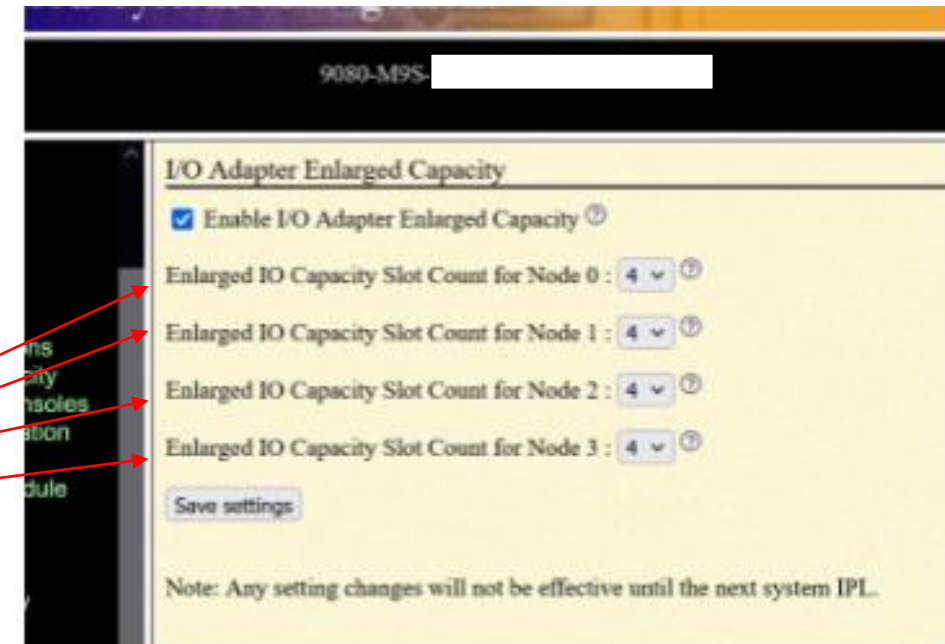 9080-M9S-
I/O Adapter Enlarged Capacity
Enable I/O Adapter Enlarged Capacity ?
Enlarged IO Capacity Slot Count for Node 0 : 4 ?
Enlarged IO Capacity Slot Count for Node 1 : 4 ?
Enlarged IO Capacity Slot Count for Node 2 : 4 ?
Enlarged IO Capacity Slot Count for Node 3 : 4 ?
Save settings
Note: Any setting changes will not be effective until the next system IPL.